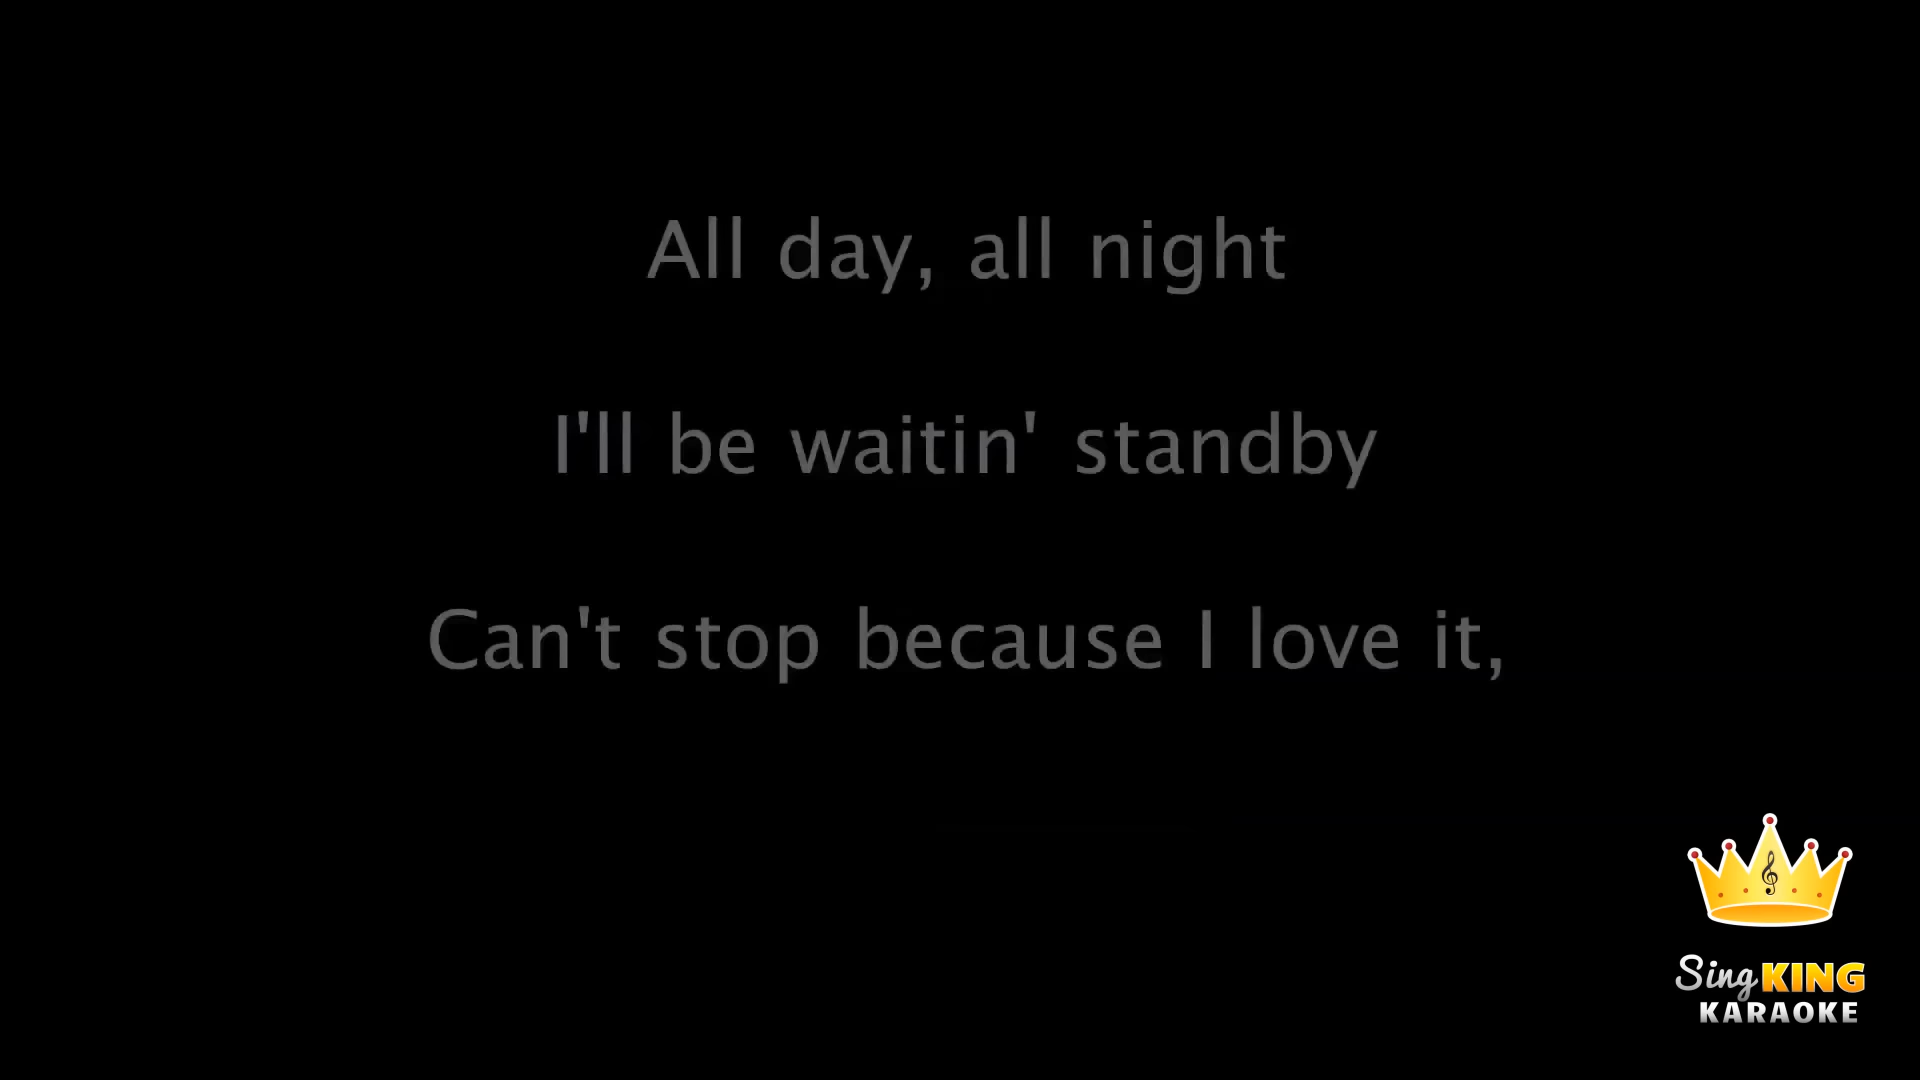 All day, all night
I'll be waitin' standby
Can't stop because I love it,
Sing KING
KARAOKE